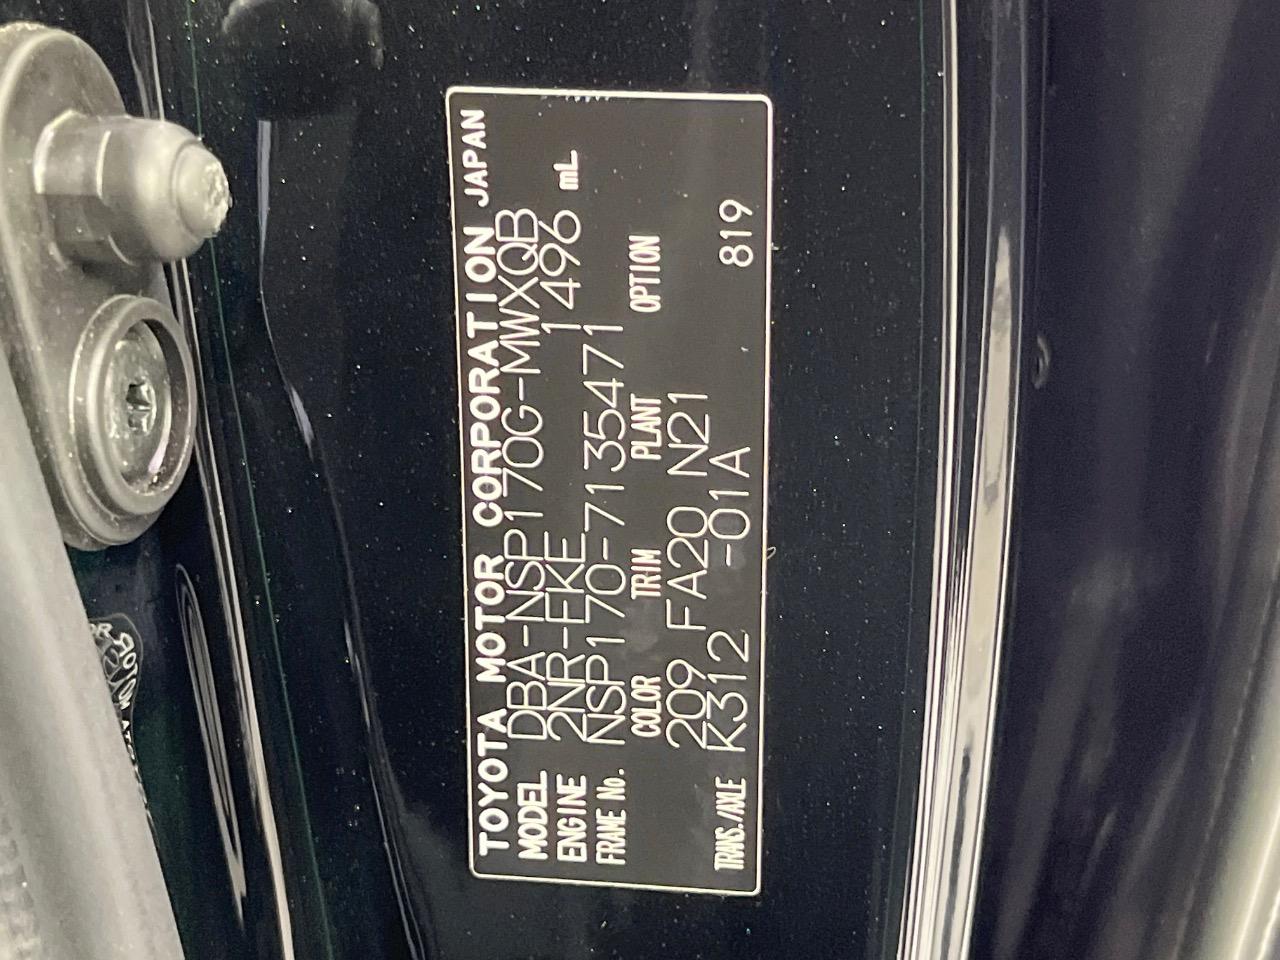 TOYOTA MOTOR CORPORATION JAPAN
MODEL DBA-NSP170G-MWXQB
ENGINE 2NR-FKE 1496 mL
FRAME No. NSP170-7135471
COLOR TRIM PLANT OPTION
209 FA20 N21
TRANS./AXLE K312 -01A 819